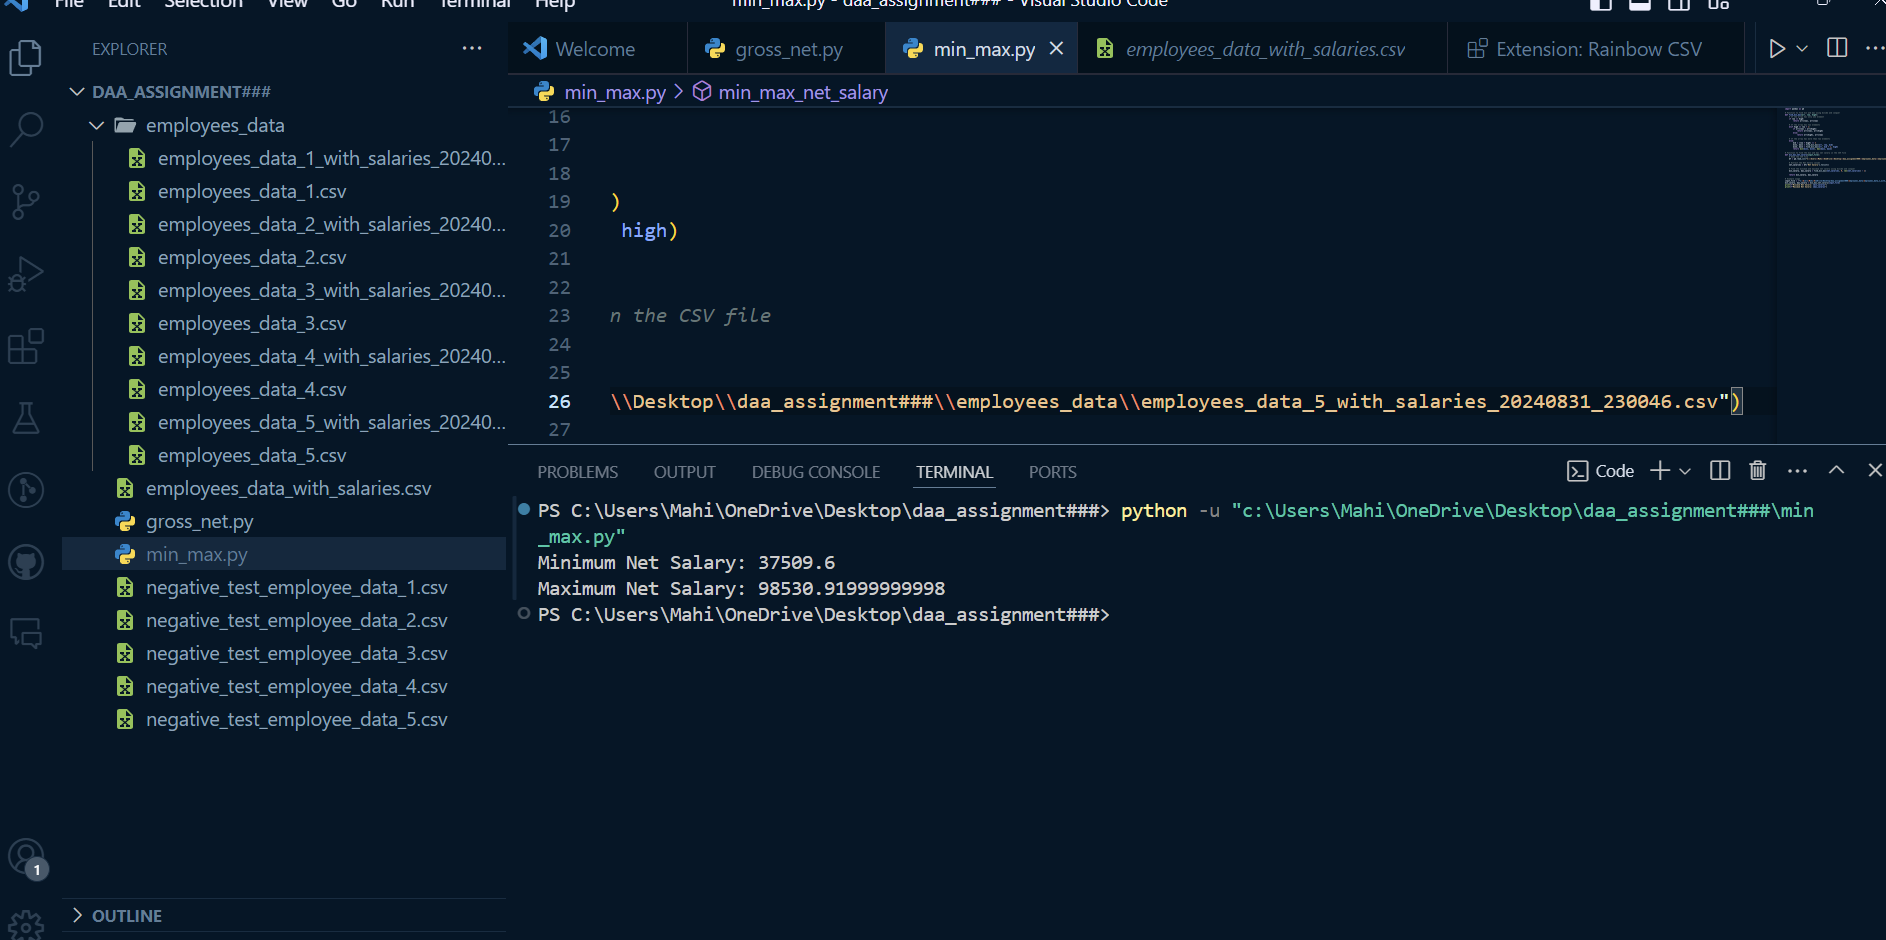 File Edit Selection View Go Run Terminal Help
min_max.py - daa_assignment### - Visual Studio Code
EXPLORER
DAA_ASSIGNMENT###
employees_data
employees_data_1_with_salaries_20240...
employees_data_1.csv
employees_data_2_with_salaries_20240...
employees_data_2.csv
employees_data_3_with_salaries_20240...
employees_data_3.csv
employees_data_4_with_salaries_20240...
employees_data_4.csv
employees_data_5_with_salaries_20240...
employees_data_5.csv
employees_data_with_salaries.csv
gross_net.py
min_max.py
negative_test_employee_data_1.csv
negative_test_employee_data_2.csv
negative_test_employee_data_3.csv
negative_test_employee_data_4.csv
negative_test_employee_data_5.csv
1
OUTLINE
Welcome
gross_net.py
min_max.py
employees_data_with_salaries.csv
Extension: Rainbow CSV
min_max.py > min_max_net_salary
16
17
18
19 )
20 high)
21
22
23 n the CSV file
24
25
26 \\Desktop\\daa_assignment###\\employees_data\\employees_data_5_with_salaries_20240831_230046.csv")
27
PROBLEMS OUTPUT DEBUG CONSOLE TERMINAL PORTS
Code
PS C:\Users\Mahi\OneDrive\Desktop\daa_assignment###> python -u "c:\Users\Mahi\OneDrive\Desktop\daa_assignment###\min
_max.py"
Minimum Net Salary: 37509.6
Maximum Net Salary: 98530.91999999998
PS C:\Users\Mahi\OneDrive\Desktop\daa_assignment###>